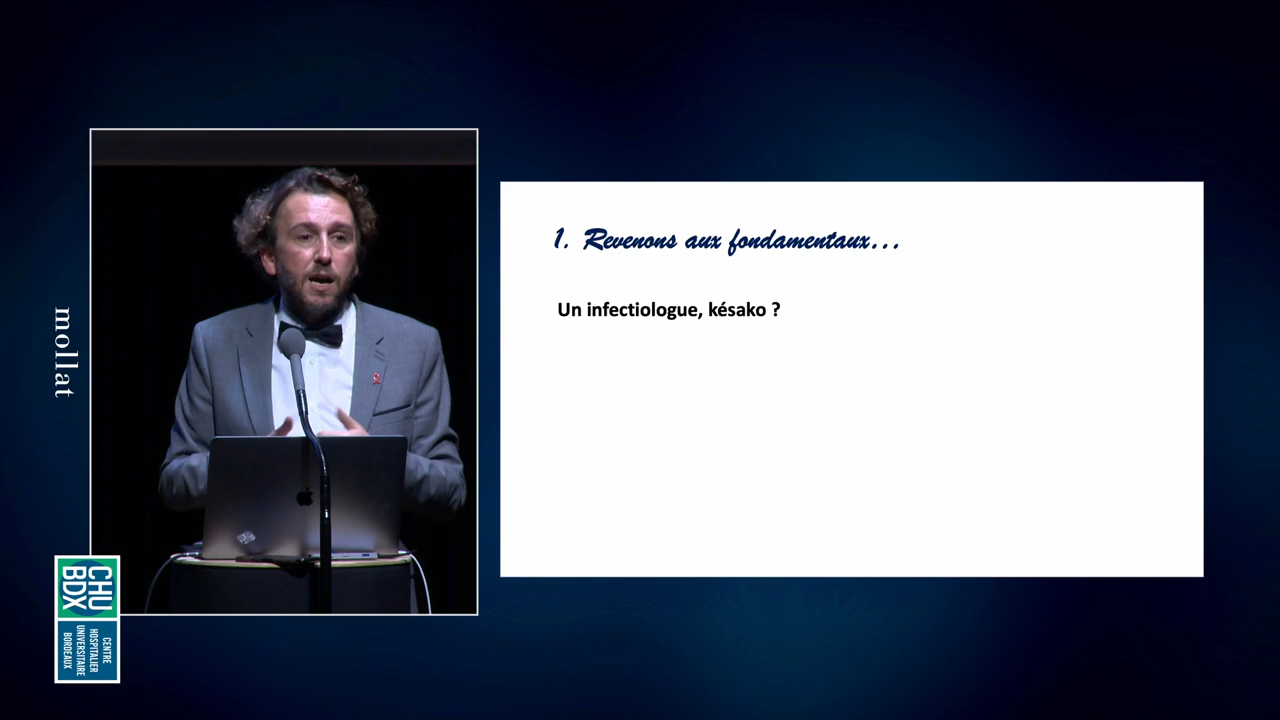 mollat
CHU
BDX
CENTRE
HOSPITALIER
UNIVERSITAIRE
BORDEAUX
1. Revenons aux fondamentaux...
Un infectiologue, késako ?